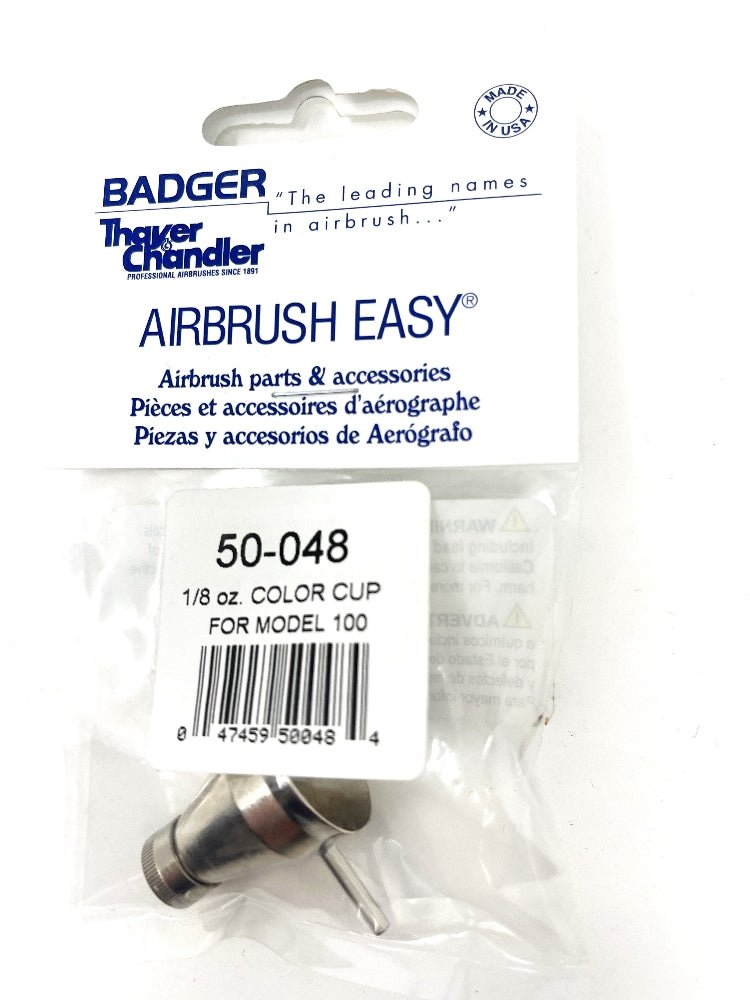 MADE
IN USA
BADGER
"The leading names
in airbrush..."
Thayer
& Chandler
PROFESSIONAL AIRBRUSHES SINCE 1891
AIRBRUSH EASY®
Airbrush parts & accessories
Pièces et accessoires d'aérographe
Piezas y accesorios de Aerógrafo
50-048
1/8 oz. COLOR CUP
FOR MODEL 100
0 47459 50048 4